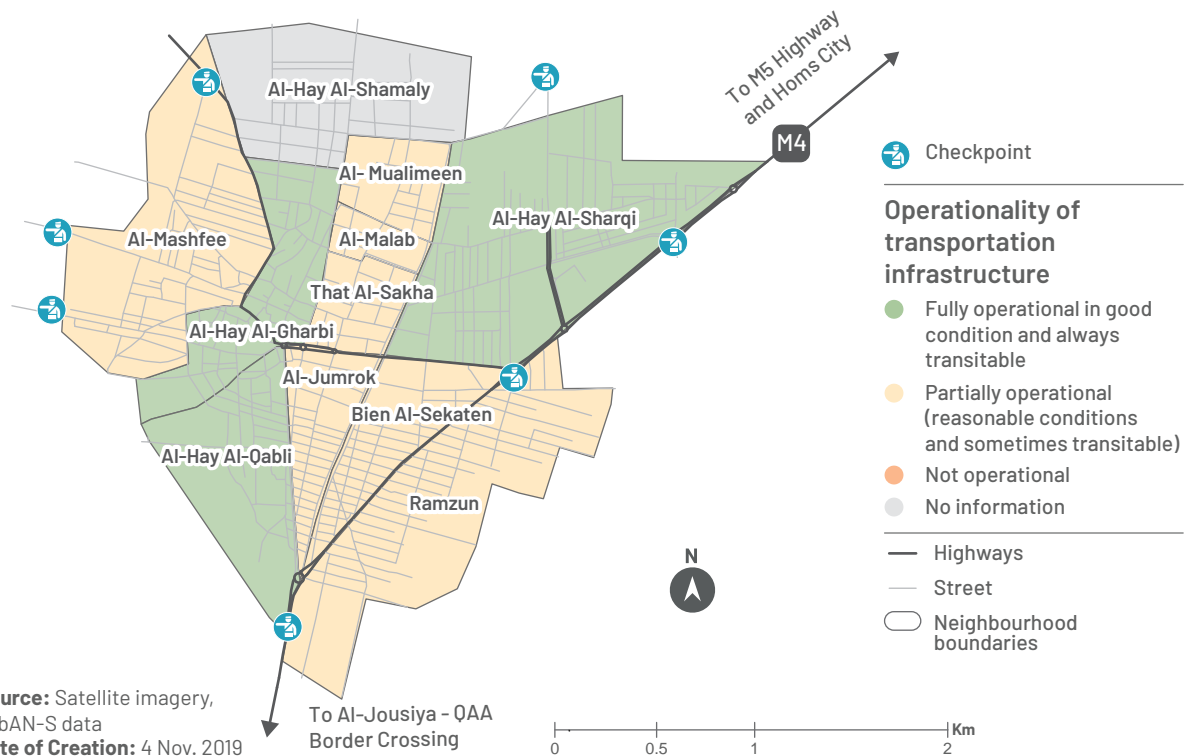 To M5 Highway
and Homs City
M4
Al-Hay Al-Shamaly
Al- Mualimeen
Al-Hay Al-Sharqi
Al-Mashfee
Al-Malab
That Al-Sakha
Al-Hay Al-Gharbi
Al-Jumrok
Bien Al-Sekaten
Al-Hay Al-Qabli
Ramzun
N
To Al-Jousiya - QAA
Border Crossing
Checkpoint
Operationality of
transportation
infrastructure
Fully operational in good
condition and always
transitable
Partially operational
(reasonable conditions
and sometimes transitable)
Not operational
No information
Highways
Street
Neighbourhood
boundaries
urce: Satellite imagery,
bAN-S data
te of Creation: 4 Nov. 2019
Km
0 0.5 1 2